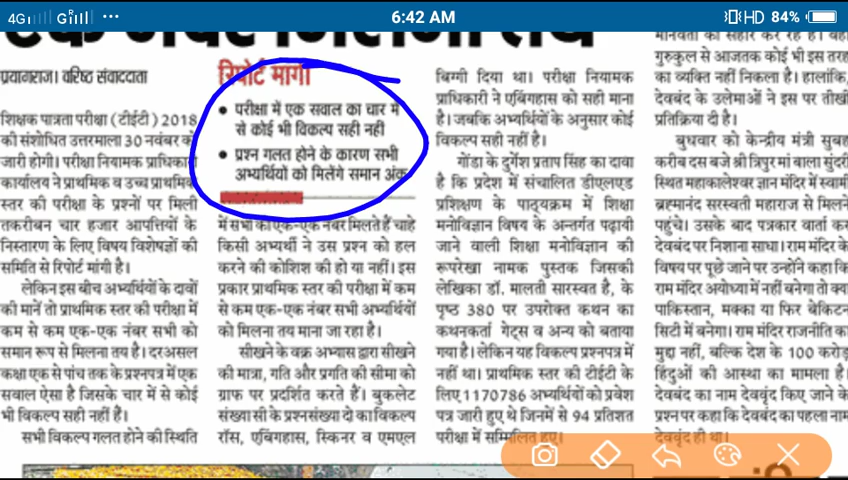 4G G 6:42 AM HD 84%
प्रयागराज। वरिष्ठ संवाददाता
शिक्षक पात्रता परीक्षा (टीईटी) 2018
की संशोधित उत्तरमाला 30 नवंबर को
जारी होगी। परीक्षा नियामक प्राधिकारी
कार्यालय ने प्राथमिक व उच्च प्राथमिक
स्तर की परीक्षा के प्रश्नों पर मिली
तकरीबन चार हजार आपत्तियों के
निस्तारण के लिए विषय विशेषज्ञों की
समिति से रिपोर्ट मांगी है।
लेकिन इस बीच अभ्यर्थियों के दावों
की मानें तो प्राथमिक स्तर की परीक्षा में
कम से कम एक-एक नंबर सभी को
समान रूप से मिलना तय है। दरअसल
कक्षा एक से पांच तक के प्रश्नपत्र में एक
सवाल ऐसा है जिसके चार में से कोई
भी विकल्प सही नहीं हैं।
सभी विकल्प गलत होने की स्थिति
रिपोर्ट मांगी
• परीक्षा में एक सवाल का चार में
से कोई भी विकल्प सही नही
• प्रश्न गलत होने के कारण सभी
अभ्यर्थियों को मिलेंगे समान अंक
में सभी को एक-एक नंबर मिलते हैं चाहे
किसी अभ्यर्थी ने उस प्रश्न को हल
करने की कोशिश की हो या नहीं। इस
प्रकार प्राथमिक स्तर की परीक्षा में कम
से कम एक-एक नंबर सभी अभ्यर्थियों
को मिलना तय माना जा रहा है।
सीखने के वक्र अभ्यास द्वारा सीखने
की मात्रा, गति और प्रगति की सीमा को
ग्राफ पर प्रदर्शित करते हैं। बुकलेट
संख्या सी के प्रश्नसंख्या दो का विकल्प
रॉस, एबिंगहास, स्किनर व एमएल
बिग्गी दिया था। परीक्षा नियामक
प्राधिकारी ने एबिंगहास को सही माना
है। जबकि अभ्यर्थियों के अनुसार कोई
विकल्प सही नहीं है।
गोंडा के दुर्गेश प्रताप सिंह का दावा
है कि प्रदेश में संचालित डीएलएड
प्रशिक्षण के पाठ्यक्रम में शिक्षा
मनोविज्ञान विषय के अन्तर्गत पढ़ायी
जाने वाली शिक्षा मनोविज्ञान की
रूपरेखा नामक पुस्तक जिसकी
लेखिका डॉ. मालती सारस्वत है, के
पृष्ठ 380 पर उपरोक्त कथन का
कथनकर्ता गेट्स व अन्य को बताया
गया है। लेकिन यह विकल्प प्रश्नपत्र में
नहीं था। प्राथमिक स्तर की टीईटी के
लिए 1170786 अभ्यर्थियों को प्रवेश
पत्र जारी हुए थे जिनमें से 94 प्रतिशत
परीक्षा में सम्मिलित हुए।
मानवता का संहार कर रहे हैं। वहीं
गुरुकुल से आजतक कोई भी इस तरह
का व्यक्ति नहीं निकला है। हालांकि,
देवबंद के उलेमाओं ने इस पर तीखी
प्रतिक्रिया दी है।
बुधवार को केन्द्रीय मंत्री सुबह
करीब दस बजे श्री त्रिपुर मां बाला सुंदरी
स्थित महाकालेश्वर ज्ञान मंदिर में स्वामी
ब्रह्मानंद सरस्वती महाराज से मिलने
पहुंचे। उसके बाद पत्रकार वार्ता कर
देवबंद पर निशाना साधा। राम मंदिर के
विषय पर पूछे जाने पर उन्होंने कहा कि
राम मंदिर अयोध्या में नहीं बनेगा तो क्या
पाकिस्तान, मक्का या फिर बेकिटन
सिटी में बनेगा। राम मंदिर राजनीति का
मुद्दा नहीं, बल्कि देश के 100 करोड़
हिंदुओं की आस्था का मामला है।
देवबंद का नाम देववृंद किए जाने के
प्रश्न पर कहा कि देवबंद का पहला नाम
देववृंद ही था।